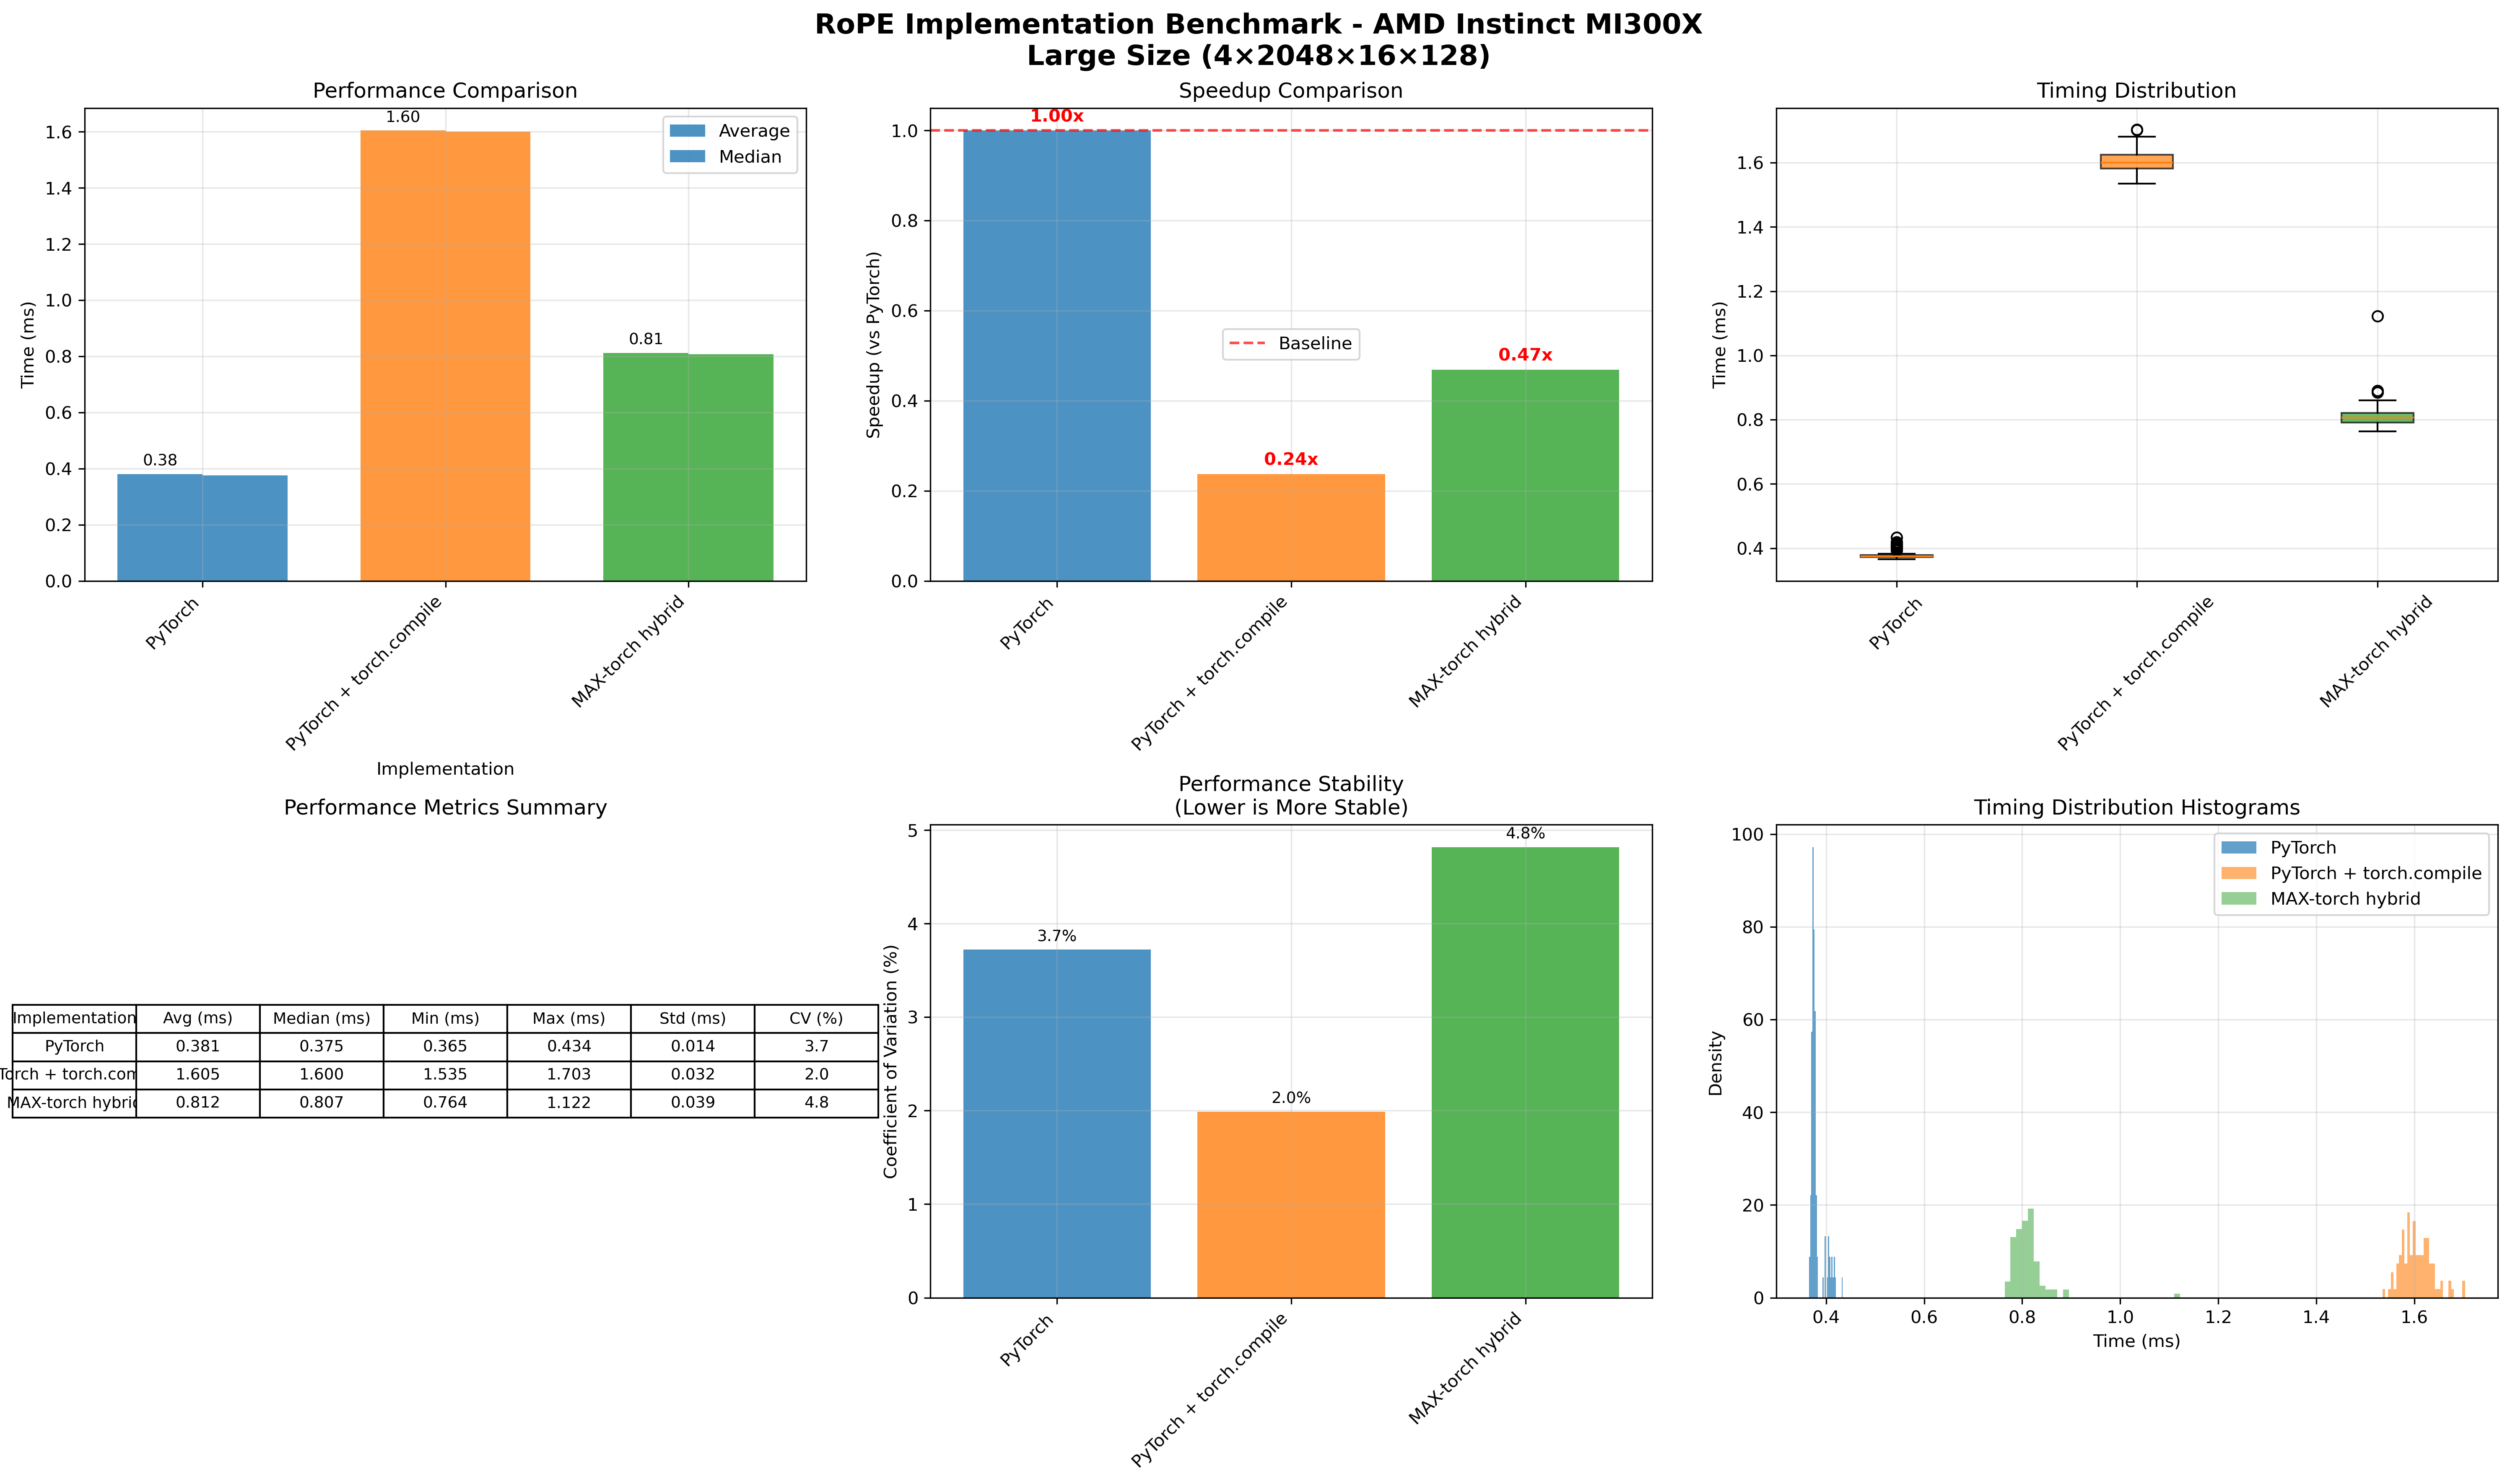 RoPE Implementation Benchmark - AMD Instinct MI300X
Large Size (4×2048×16×128)
Performance Comparison
Time (ms)
1.6
1.4
1.2
1.0
0.8
0.6
0.4
0.2
0.0
0.38
1.60
0.81
Average
Median
PyTorch
PyTorch + torch.compile
MAX-torch hybrid
Implementation
Speedup Comparison
Speedup (vs PyTorch)
1.0
0.8
0.6
0.4
0.2
0.0
1.00x
0.24x
0.47x
Baseline
PyTorch
PyTorch + torch.compile
MAX-torch hybrid
Timing Distribution
Time (ms)
1.6
1.4
1.2
1.0
0.8
0.6
0.4
PyTorch
PyTorch + torch.compile
MAX-torch hybrid
Performance Metrics Summary
Implementation Avg (ms) Median (ms) Min (ms) Max (ms) Std (ms) CV (%)
PyTorch 0.381 0.375 0.365 0.434 0.014 3.7
Torch + torch.com 1.605 1.600 1.535 1.703 0.032 2.0
MAX-torch hybrid 0.812 0.807 0.764 1.122 0.039 4.8
Performance Stability
(Lower is More Stable)
Coefficient of Variation (%)
5
4
3
2
1
0
3.7%
2.0%
4.8%
PyTorch
PyTorch + torch.compile
MAX-torch hybrid
Timing Distribution Histograms
Density
100
80
60
40
20
0
PyTorch
PyTorch + torch.compile
MAX-torch hybrid
0.4 0.6 0.8 1.0 1.2 1.4 1.6
Time (ms)